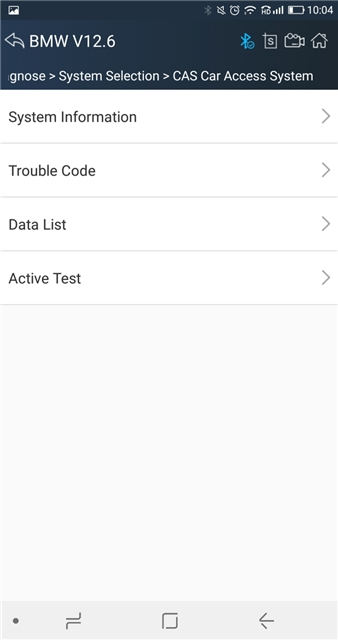 10:04
BMW V12.6
S
gnose > System Selection > CAS Car Access System
System Information
Trouble Code
Data List
Active Test